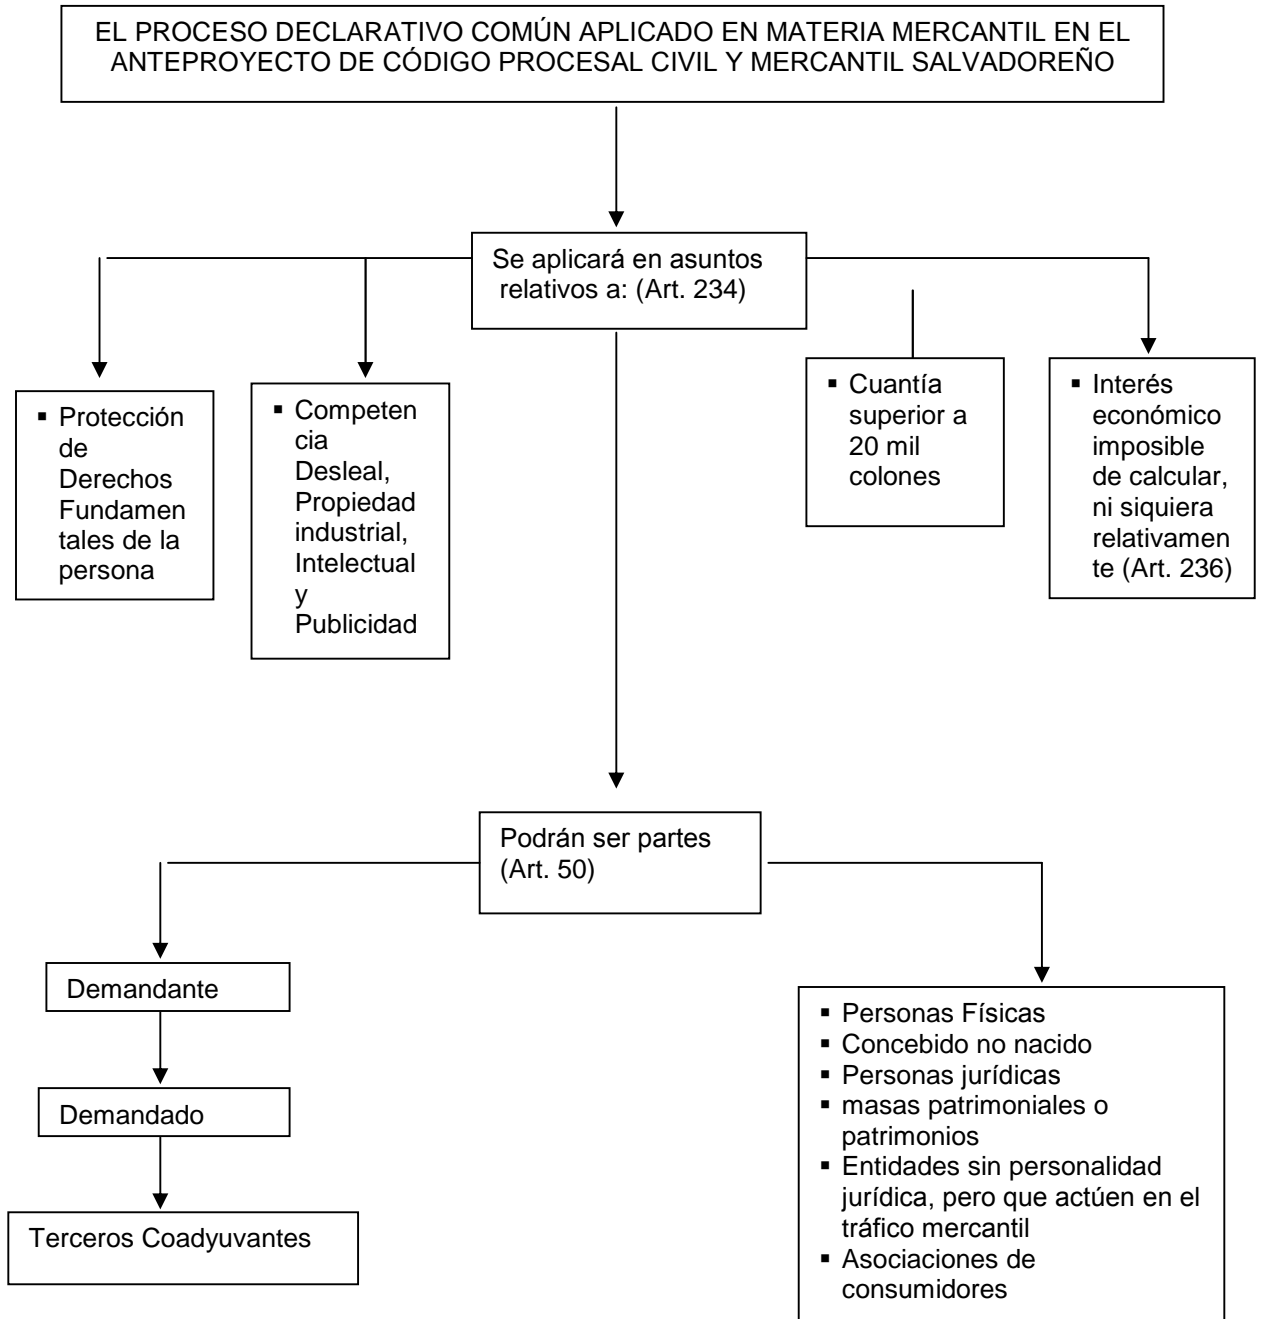 EL PROCESO DECLARATIVO COMÚN APLICADO EN MATERIA MERCANTIL EN EL
ANTEPROYECTO DE CÓDIGO PROCESAL CIVIL Y MERCANTIL SALVADOREÑO
Se aplicará en asuntos
relativos a: (Art. 234)
▪ Protección
de
Derechos
Fundamen
tales de la
persona
▪ Competen
cia
Desleal,
Propiedad
industrial,
Intelectual
y
Publicidad
▪ Cuantía
superior a
20 mil
colones
▪ Interés
económico
imposible
de calcular,
ni siquiera
relativamen
te (Art. 236)
Podrán ser partes
(Art. 50)
Demandante
Demandado
Terceros Coadyuvantes
▪ Personas Físicas
▪ Concebido no nacido
▪ Personas jurídicas
▪ masas patrimoniales o
patrimonios
▪ Entidades sin personalidad
jurídica, pero que actúen en el
tráfico mercantil
▪ Asociaciones de
consumidores